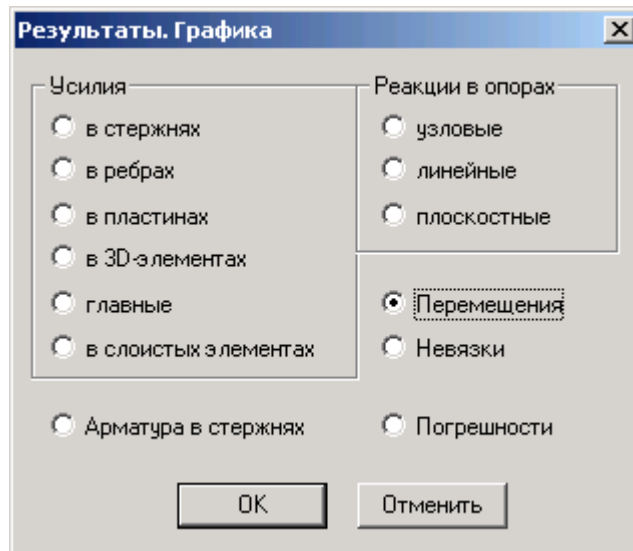 Результаты. Графика
Усилия
в стержнях
в ребрах
в пластинах
в 3D-элементах
главные
в слоистых элементах
Реакции в опорах
узловые
линейные
плоскостные
Перемещения
Невязки
Арматура в стержнях
Погрешности
OK
Отменить